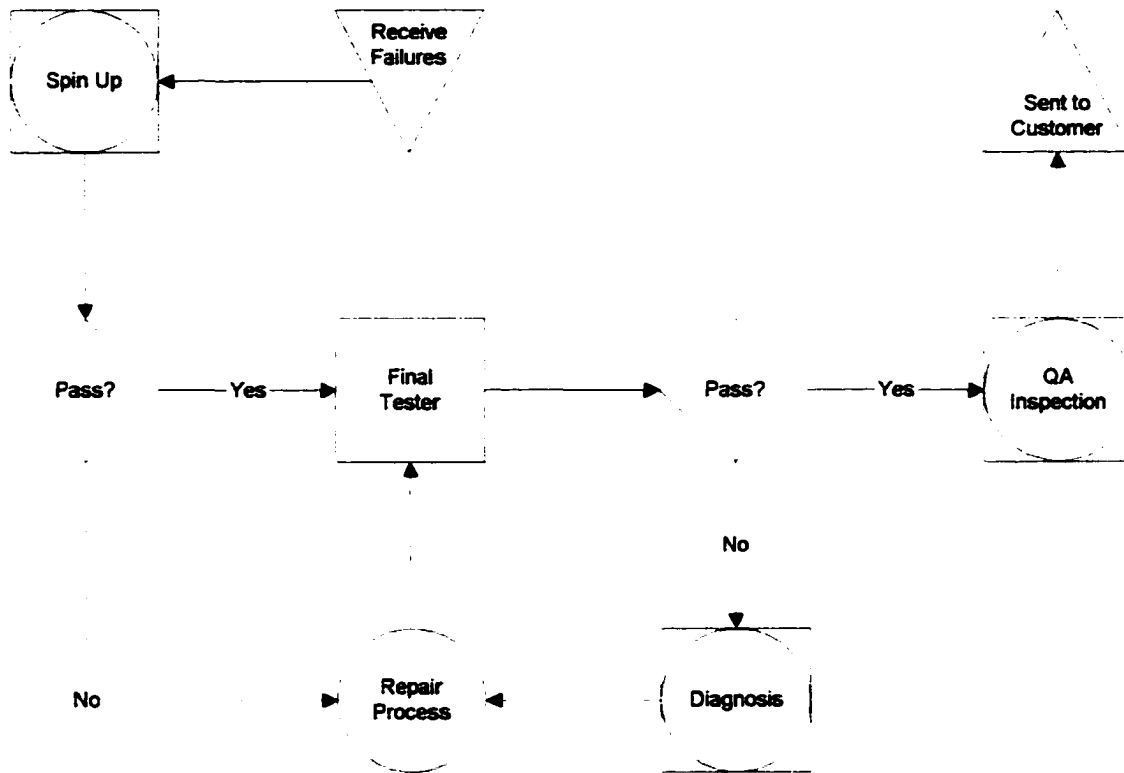 Spin Up
Receive
Failures
Sent to
Customer
Pass?
Yes
Final
Tester
Pass?
Yes
QA
Inspection
No
No
Repair
Process
Diagnosis